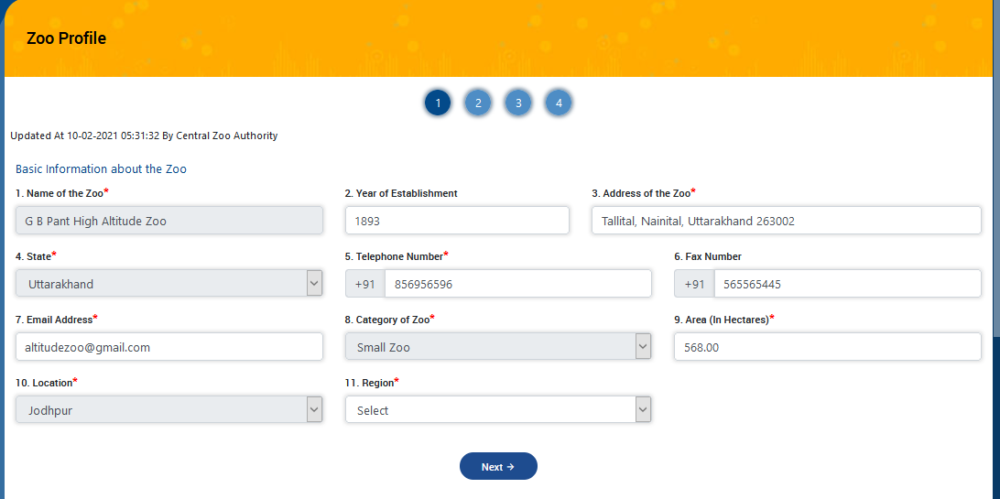 Zoo Profile
1 2 3 4
Updated At 10-02-2021 05:31:32 By Central Zoo Authority
Basic Information about the Zoo
1. Name of the Zoo* 2. Year of Establishment 3. Address of the Zoo*
G B Pant High Altitude Zoo 1893 Tallital, Nainital, Uttarakhand 263002
4. State* 5. Telephone Number* 6. Fax Number
Uttarakhand +91 856956596 +91 565565445
7. Email Address* 8. Category of Zoo* 9. Area (In Hectares)*
altitudezoo@gmail.com Small Zoo 568.00
10. Location* 11. Region*
Jodhpur Select
Next →